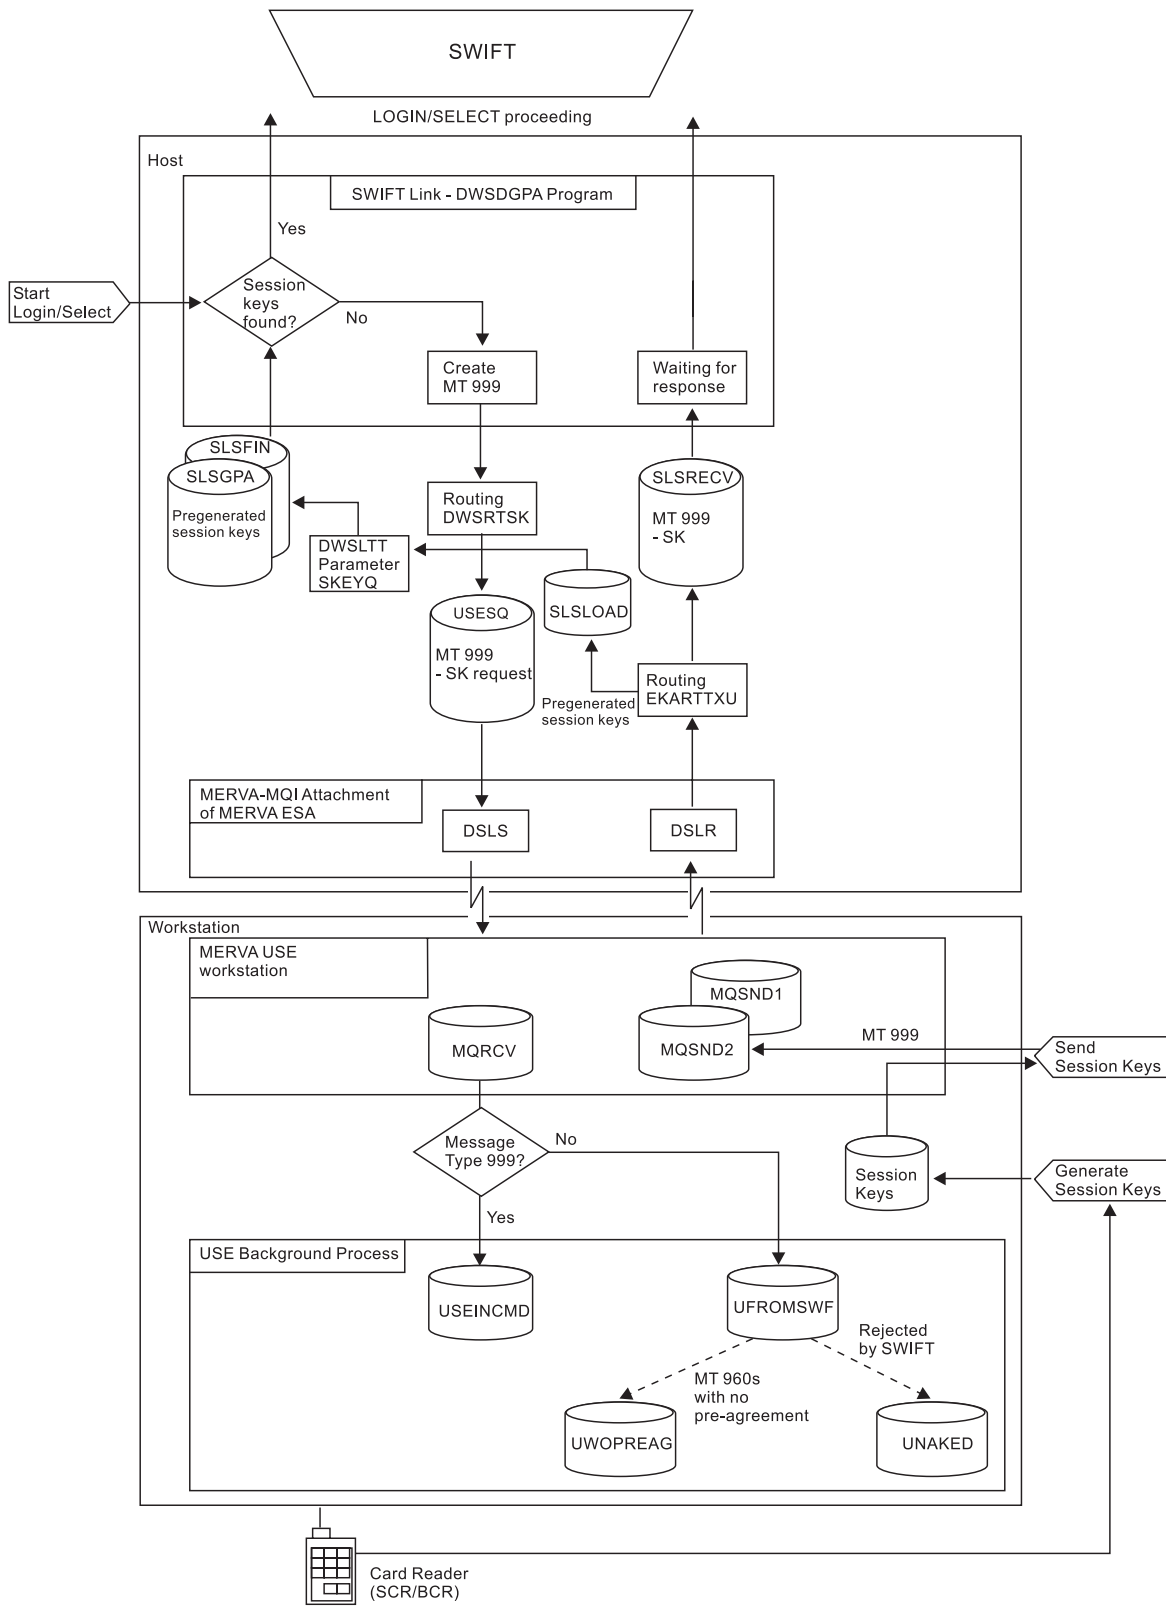 SWIFT
LOGIN/SELECT proceeding
Host
SWIFT Link - DWSDGPA Program
Yes
Start
Login/Select
Session
keys
found?
No
Create
MT 999
Waiting for
response
SLSFIN
SLSGPA
Pregenerated
session keys
Routing
DWSRTSK
SLSRECV
MT 999
- SK
DWSLTT
Parameter
SKEYQ
SLSLOAD
USESQ
MT 999
- SK request
Routing
EKARTTXU
Pregenerated
session keys
MERVA-MQI Attachment
of MERVA ESA
DSLS
DSLR
Workstation
MERVA USE
workstation
MQSND1
MQRCV
MQSND2
MT 999
Send
Session Keys
Message
Type 999?
No
Yes
Session
Keys
Generate
Session Keys
USE Background Process
USEINCMD
UFROMSWF
Rejected
by SWIFT
MT 960s
with no
pre-agreement
UWOPREAG
UNAKED
Card Reader
(SCR/BCR)